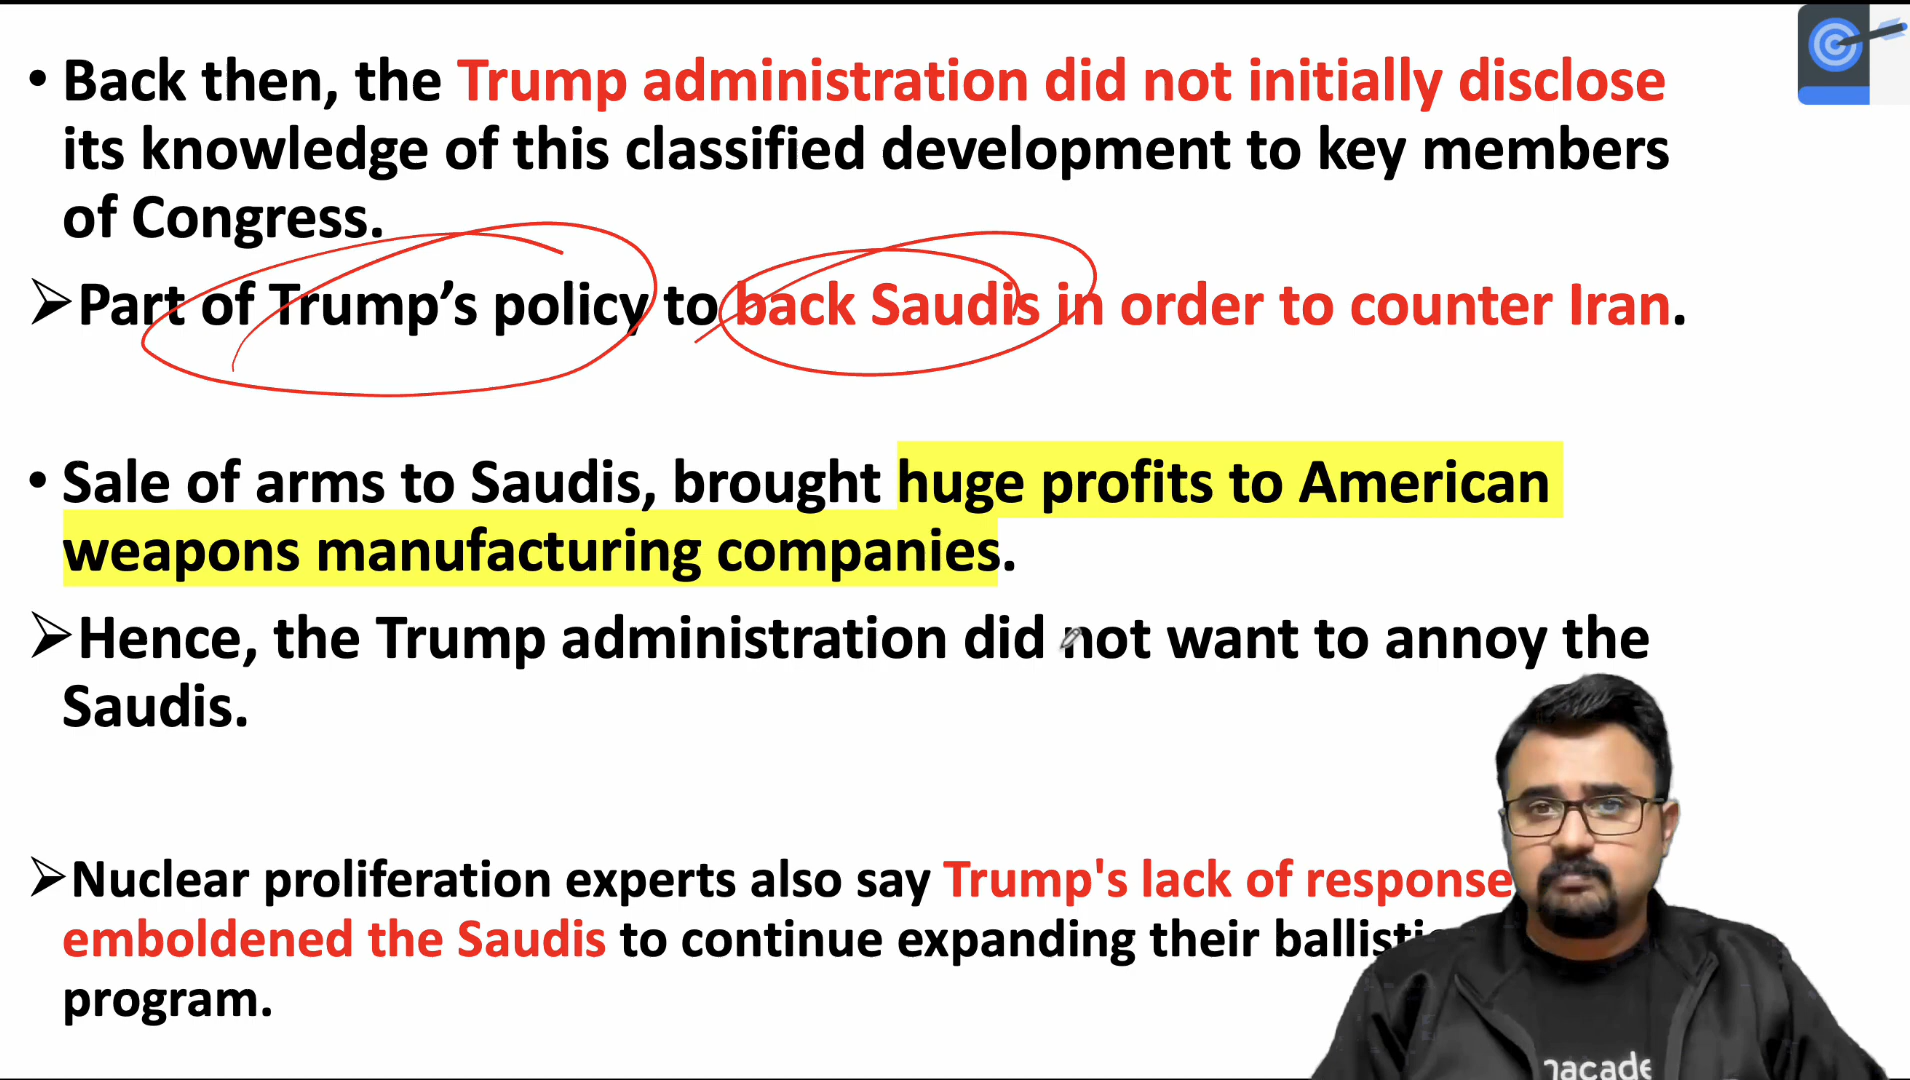 • Back then, the Trump administration did not initially disclose
its knowledge of this classified development to key members
of Congress.
➢Part of Trump’s policy to back Saudis in order to counter Iran.
• Sale of arms to Saudis, brought huge profits to American
weapons manufacturing companies.
➢Hence, the Trump administration did not want to annoy the
Saudis.
➢Nuclear proliferation experts also say Trump's lack of response
emboldened the Saudis to continue expanding their
program.